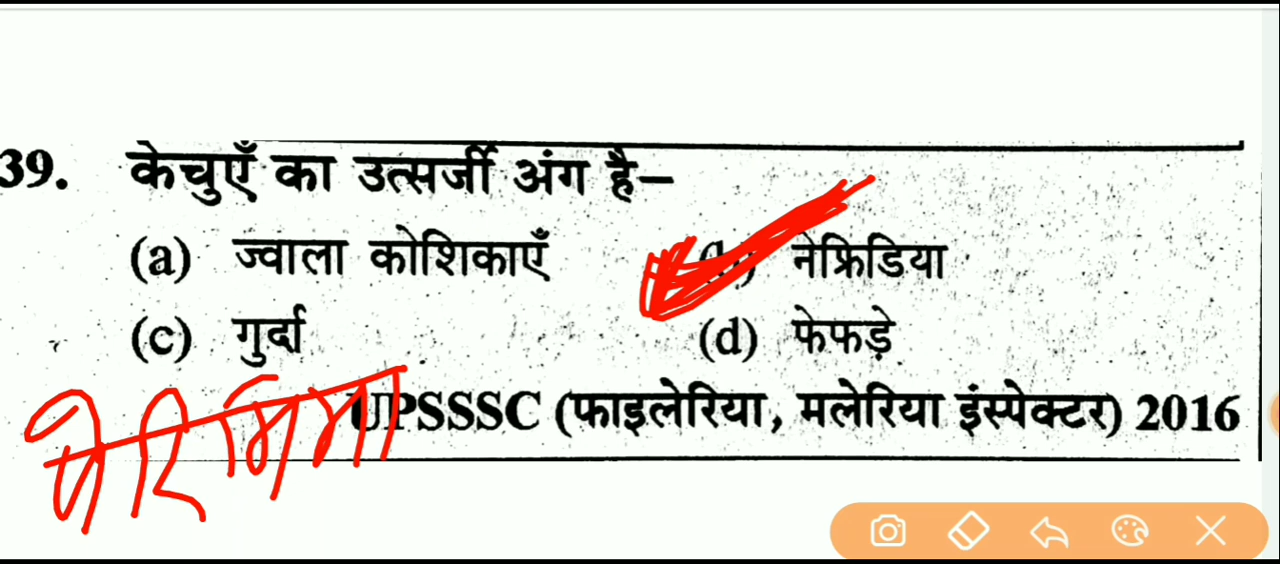 39. केचुएँ का उत्सर्जी अंग है–
(a) ज्वाला कोशिकाएँ (b) नेफ्रिडिया
(c) गुर्दा (d) फेफड़े
UPSSSC (फाइलेरिया, मलेरिया इंस्पेक्टर) 2016